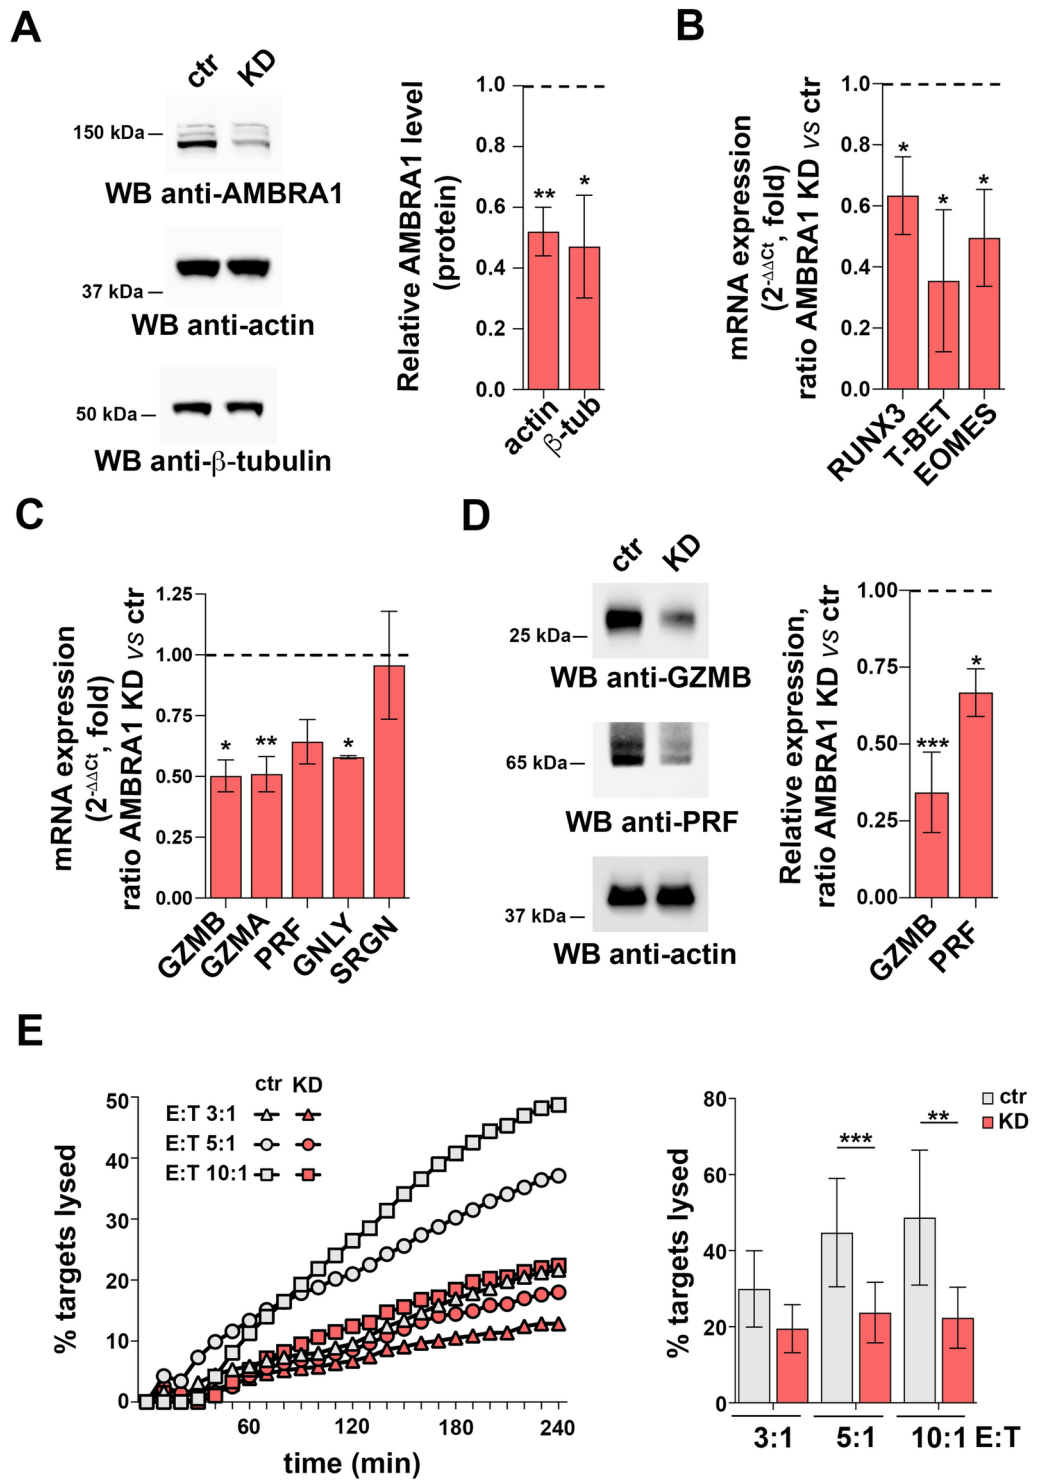 A
ctr
KD
150 kDa
WB anti-AMBRA1
37 kDa
WB anti-actin
50 kDa
WB anti-β-tubulin
Relative AMBRA1 level
(protein)
1.0
0.8
0.6
0.4
0.2
0.0
**
*
actin
β-tub
B
mRNA expression
(2-ΔΔCt, fold)
ratio AMBRA1 KD vs ctr
1.0
0.8
0.6
0.4
0.2
0.0
*
*
*
RUNX3
T-BET
EOMES
C
mRNA expression
(2-ΔΔCt, fold)
ratio AMBRA1 KD vs ctr
1.25
1.00
0.75
0.50
0.25
0.00
*
**
*
GZMB
GZMA
PRF
GNLY
SRGN
D
ctr
KD
25 kDa
WB anti-GZMB
65 kDa
WB anti-PRF
37 kDa
WB anti-actin
Relative expression,
ratio AMBRA1 KD vs ctr
1.00
0.75
0.50
0.25
0.00
***
*
GZMB
PRF
E
% targets lysed
50
40
30
20
10
0
ctr KD
E:T 3:1
E:T 5:1
E:T 10:1
60 120 180 240
time (min)
% targets lysed
80
60
40
20
0
ctr
KD
***
**
3:1 5:1 10:1 E:T